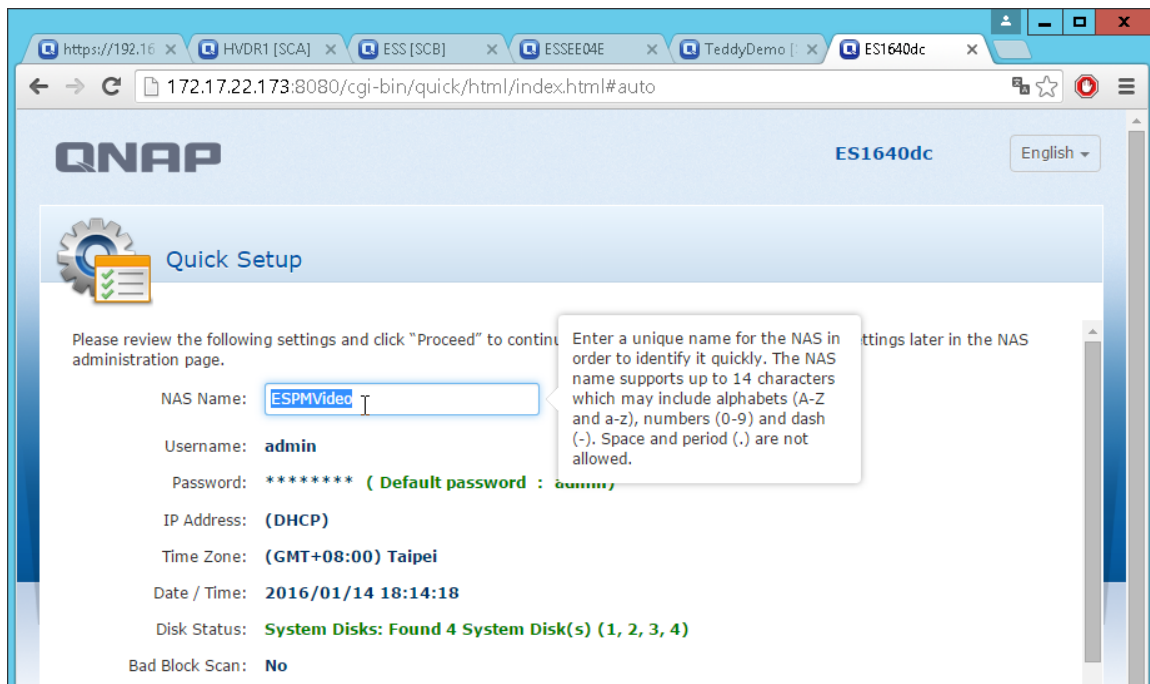 https://192.16
HVDR1 [SCA]
ESS [SCB]
ESSEE04E
TeddyDemo [
ES1640dc
172.17.22.173:8080/cgi-bin/quick/html/index.html#auto
QNAP
ES1640dc
English
Quick Setup
Please review the following settings and click "Proceed" to continu ttings later in the NAS
administration page.
Enter a unique name for the NAS in
order to identify it quickly. The NAS
name supports up to 14 characters
which may include alphabets (A-Z
and a-z), numbers (0-9) and dash
(-). Space and period (.) are not
allowed.
NAS Name: ESPMVideo
Username: admin
Password: ******** ( Default password : admin)
IP Address: (DHCP)
Time Zone: (GMT+08:00) Taipei
Date / Time: 2016/01/14 18:14:18
Disk Status: System Disks: Found 4 System Disk(s) (1, 2, 3, 4)
Bad Block Scan: No